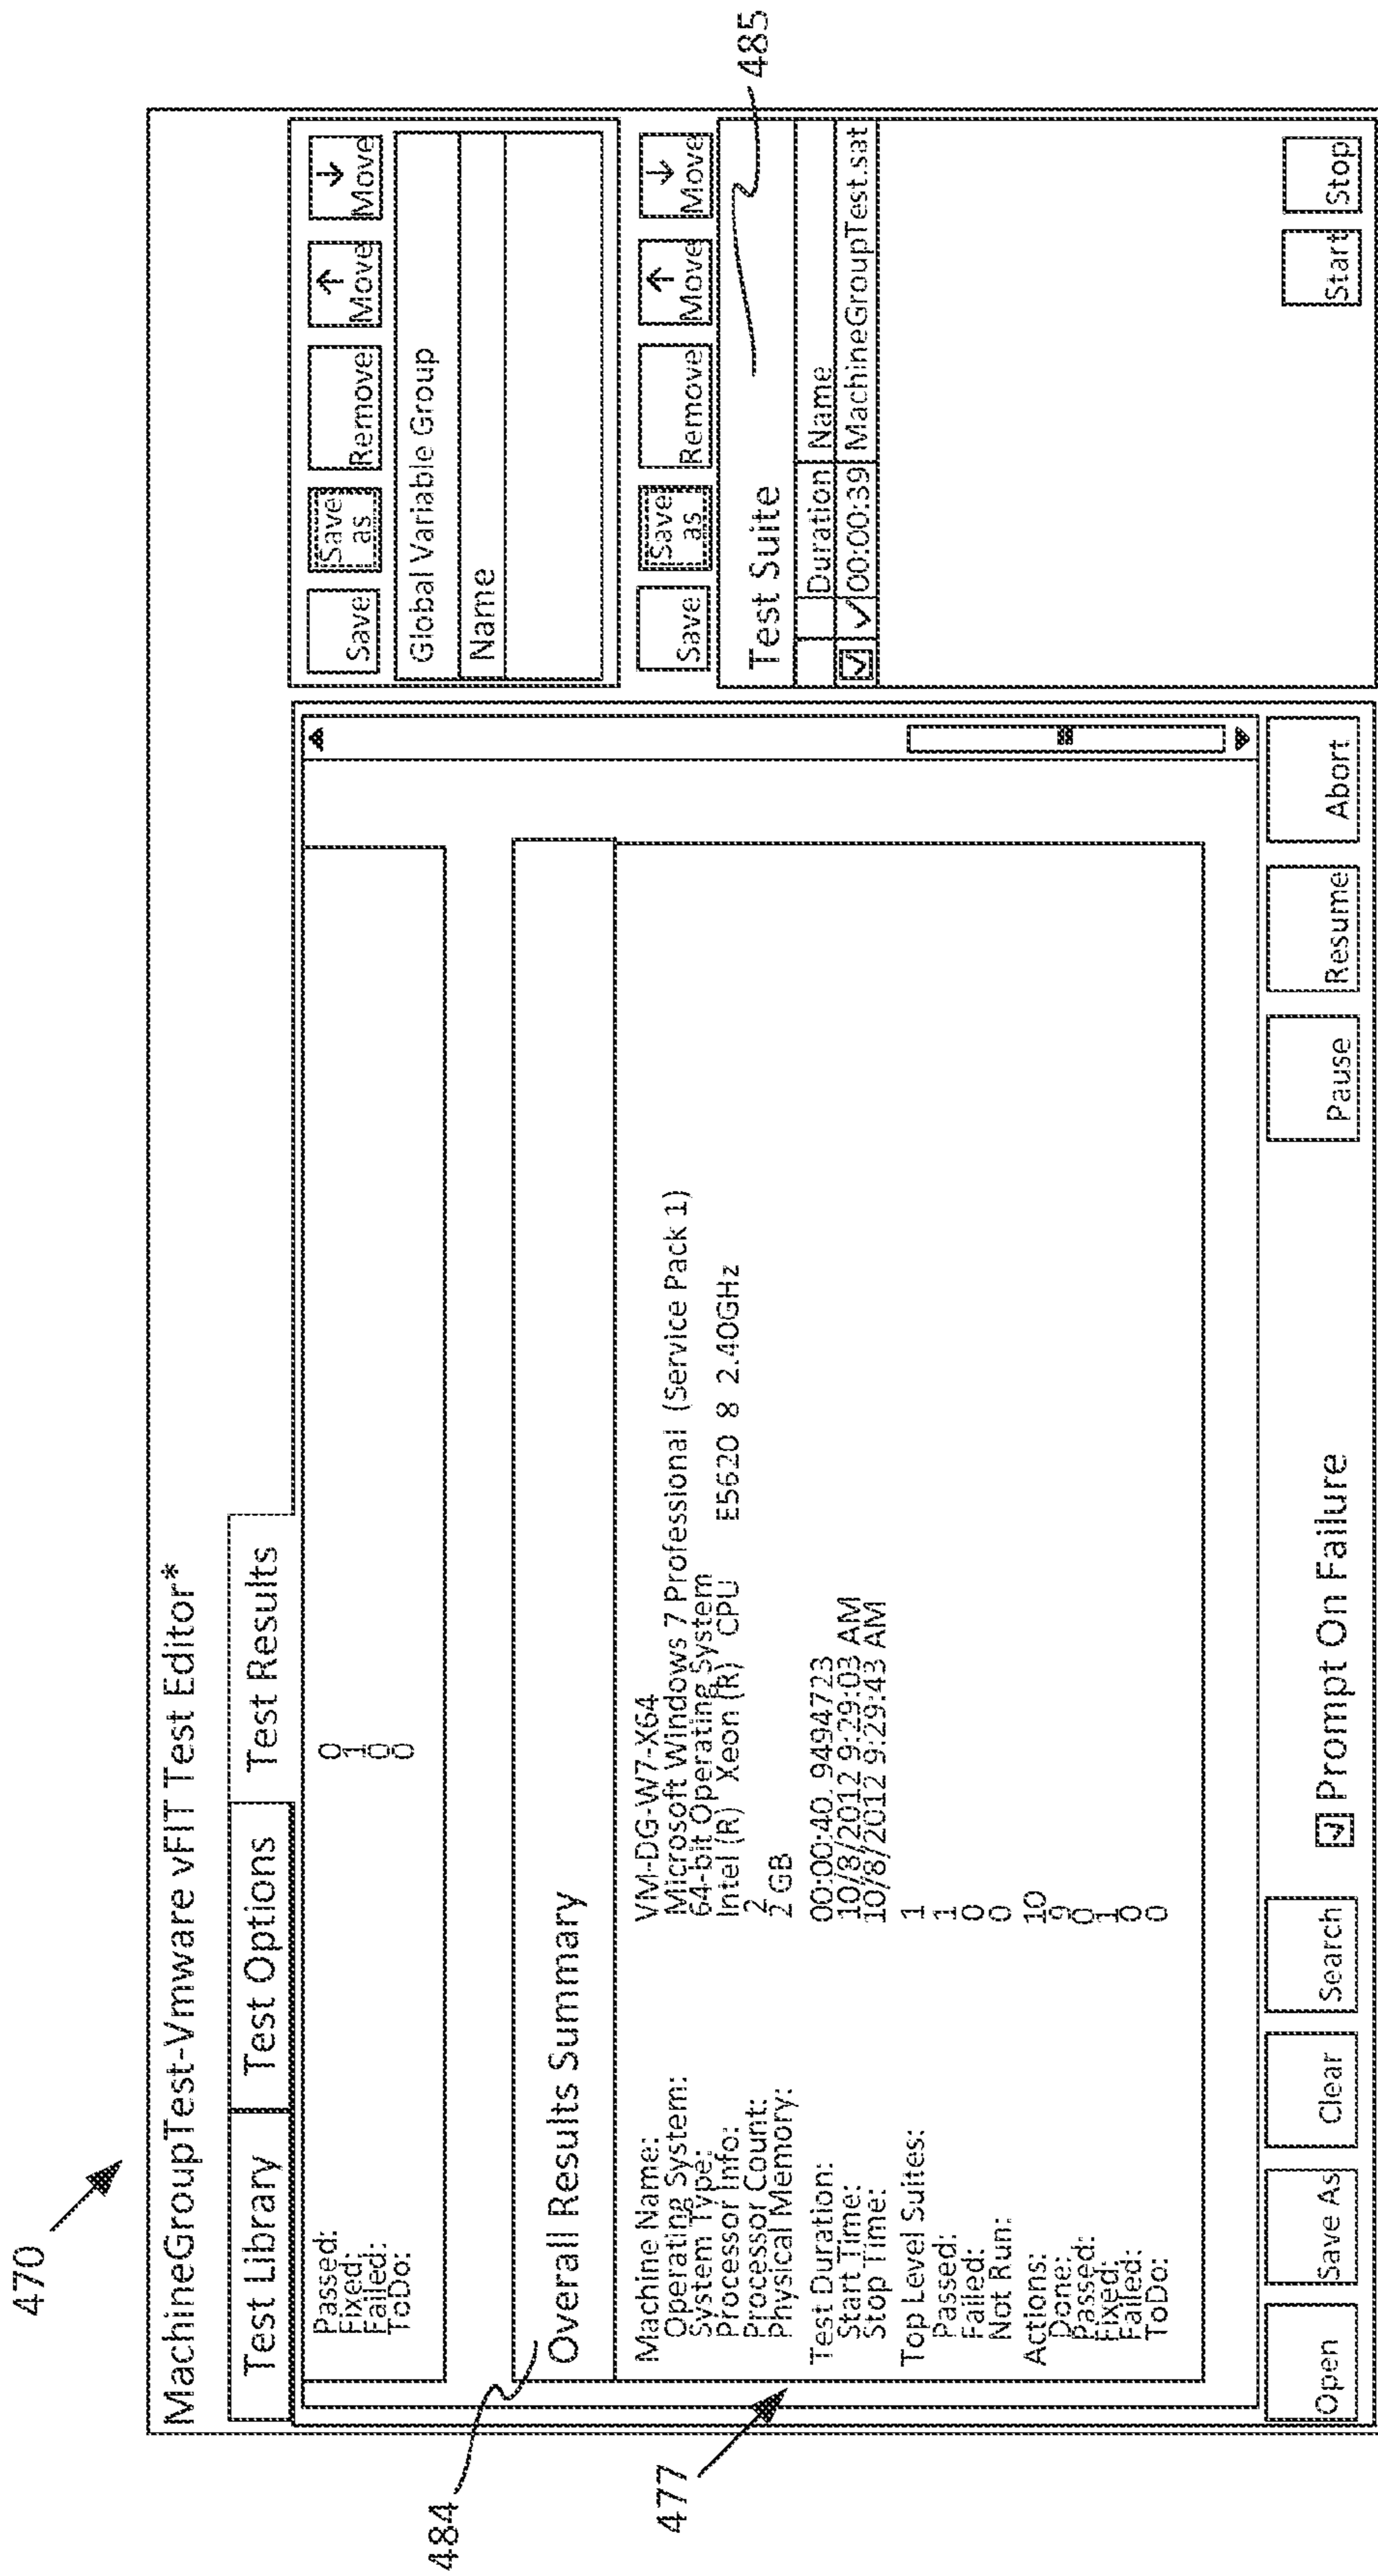 470
MachineGroupTest-Vmware vFIT Test Editor*
Test Library Test Options Test Results
Passed: 0
Fixed: 1
Failed: 0
ToDo: 0
484
Overall Results Summary
477
Machine Name: VM-DG-W7-X64
Operating System: Microsoft Windows 7 Professional (Service Pack 1)
System Type: 64-bit Operating System
Processor Info: Intel (R) Xeon (R) CPU E5620 8 2.40GHz
Processor Count: 2
Physical Memory: 2 GB
Test Duration: 00:00:40. 9494723
Start Time: 10/8/2012 9:29:03 AM
Stop Time: 10/8/2012 9:29:43 AM
Top Level Suites: 1
Passed: 1
Failed: 0
Not Run: 0
Actions: 10
Done: 9
Passed: 0
Fixed: 1
Failed: 0
ToDo: 0
Open Save As Clear Search Prompt On Failure Pause Resume Abort
Save Save as Remove ↑ Move ↓ Move
Global Variable Group
Name
Save Save as Remove ↑ Move ↓ Move
Test Suite
485
Duration Name
00:00:39 MachineGroupTest.sat
Start Stop